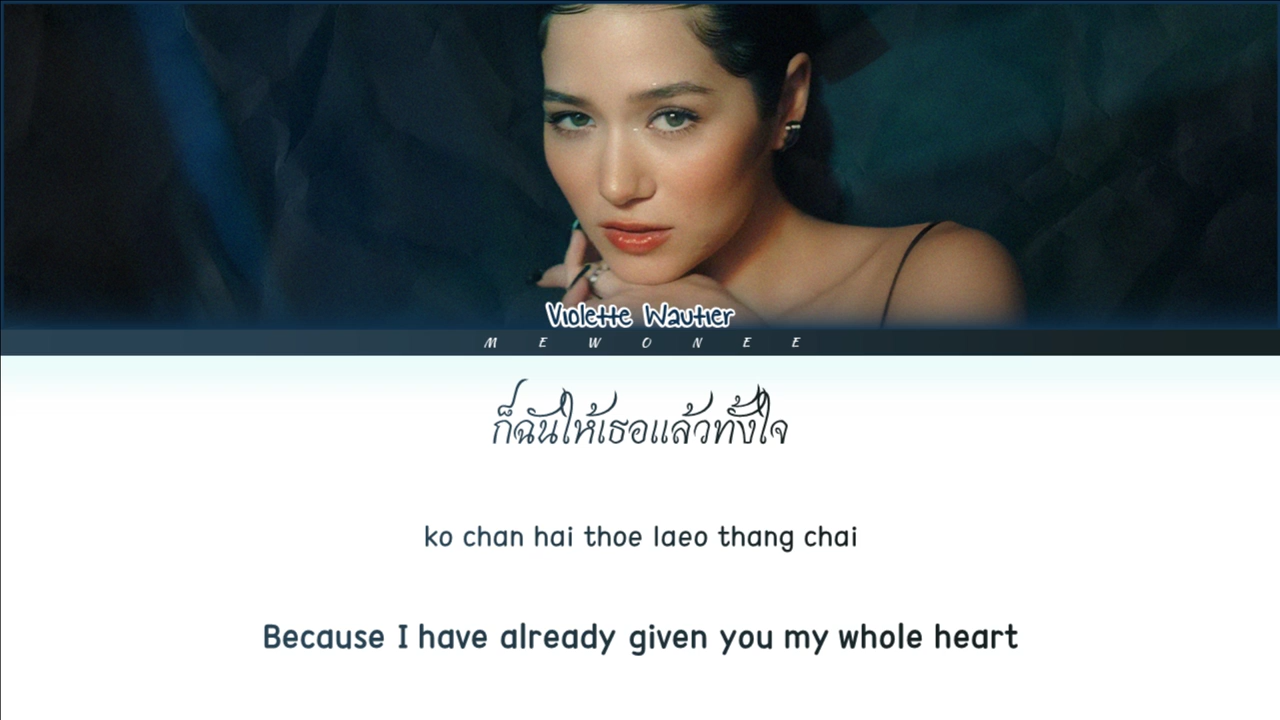 Violette Wautier
MEWONEE
ก็ฉันให้เธอแล้วทั้งใจ
ko chan hai thoe laeo thang chai
Because I have already given you my whole heart